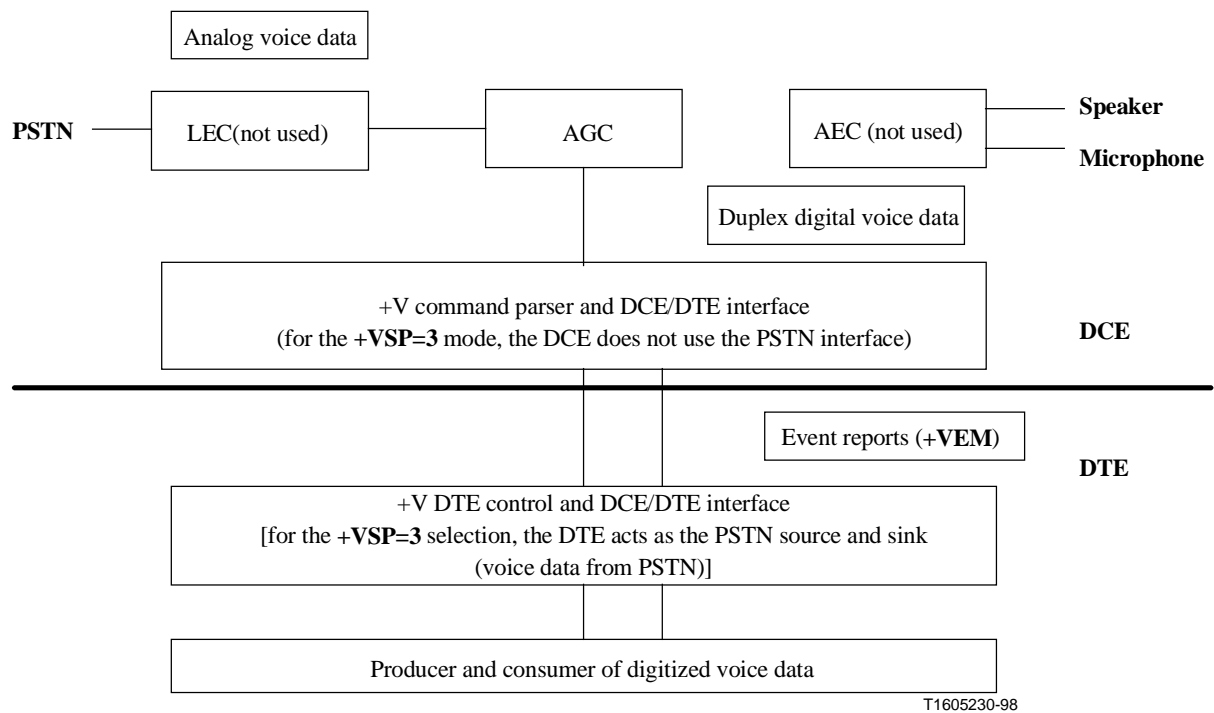 Analog voice data
PSTN
LEC(not used)
AGC
AEC (not used)
Speaker
Microphone
Duplex digital voice data
+V command parser and DCE/DTE interface
(for the +VSP=3 mode, the DCE does not use the PSTN interface)
DCE
Event reports (+VEM)
DTE
+V DTE control and DCE/DTE interface
[for the +VSP=3 selection, the DTE acts as the PSTN source and sink
(voice data from PSTN)]
Producer and consumer of digitized voice data
T1605230-98